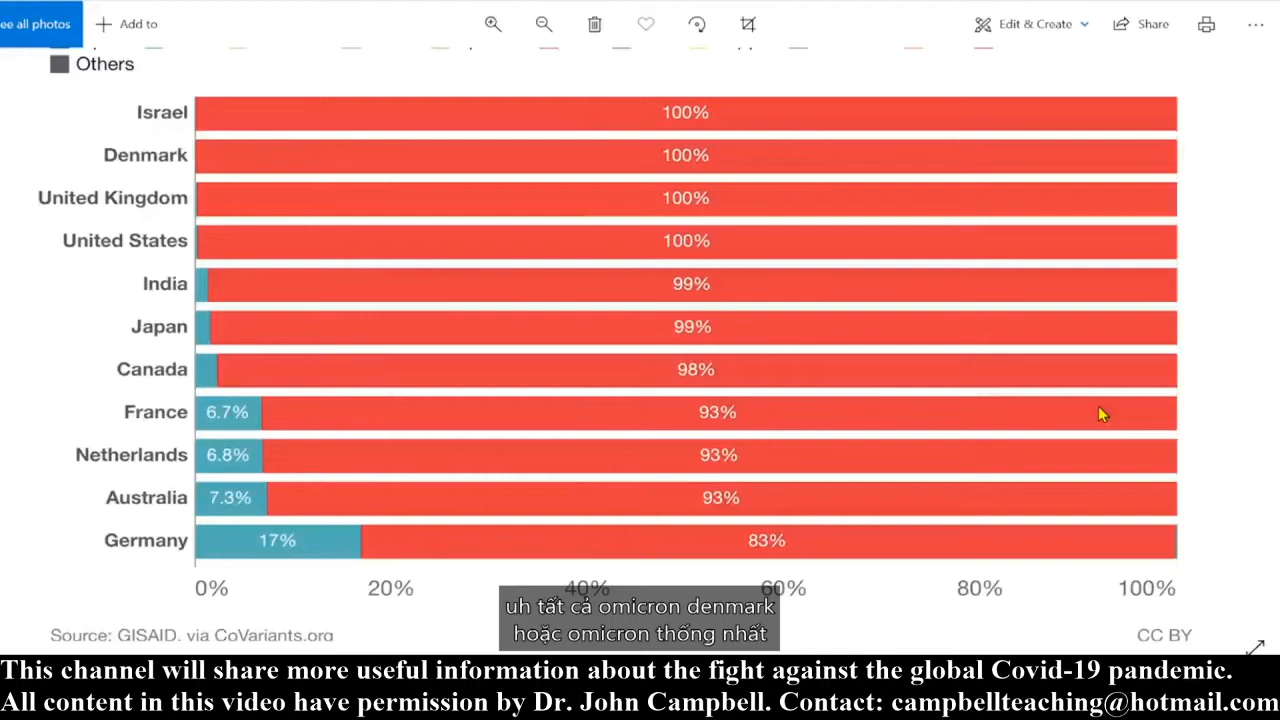 ee all photos
Add to
Edit & Create
Share
Others
Israel 100%
Denmark 100%
United Kingdom 100%
United States 100%
India 99%
Japan 99%
Canada 98%
France 6.7% 93%
Netherlands 6.8% 93%
Australia 7.3% 93%
Germany 17% 83%
0% 20% 40% 60% 80% 100%
uh tất cả omicron denmark
hoặc omicron thống nhất
Source: GISAID, via CoVariants.org CC BY
This channel will share more useful information about the fight against the global Covid-19 pandemic.
All content in this video have permission by Dr. John Campbell. Contact: campbellteaching@hotmail.com